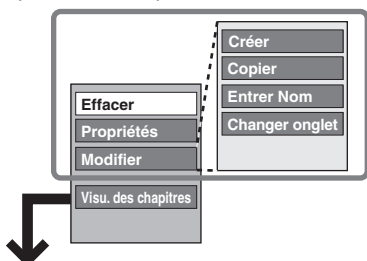 Effacer
Propriétés
Modifier
Visu. des chapitres
Créer
Copier
Entrer Nom
Changer onglet